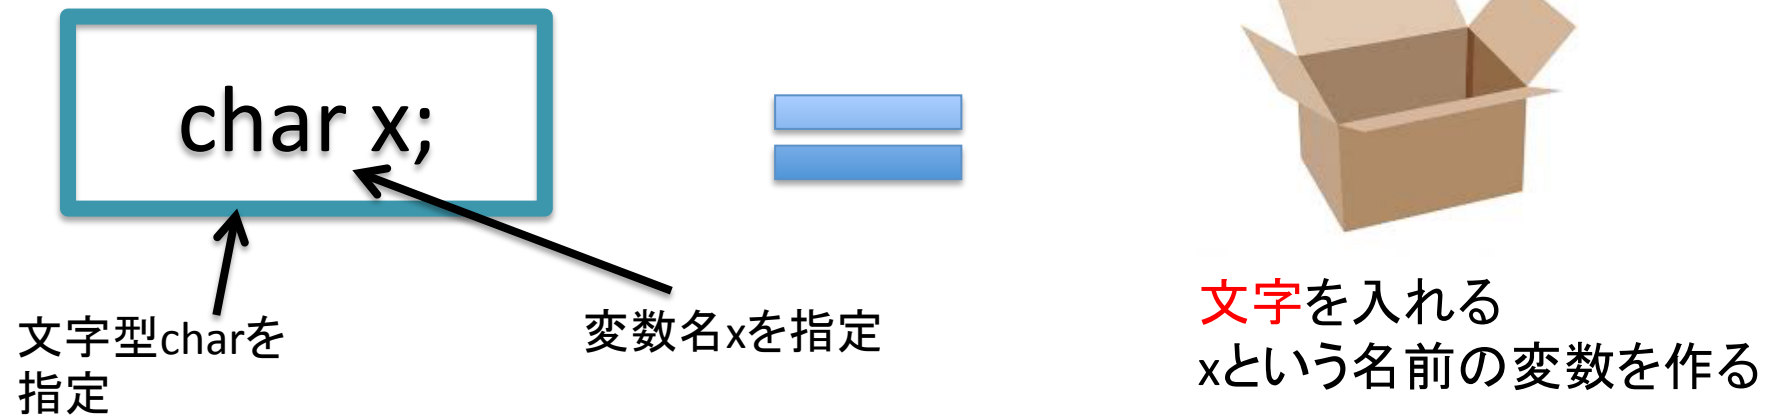 char x;
文字型charを
指定
変数名xを指定
文字を入れる
xという名前の変数を作る